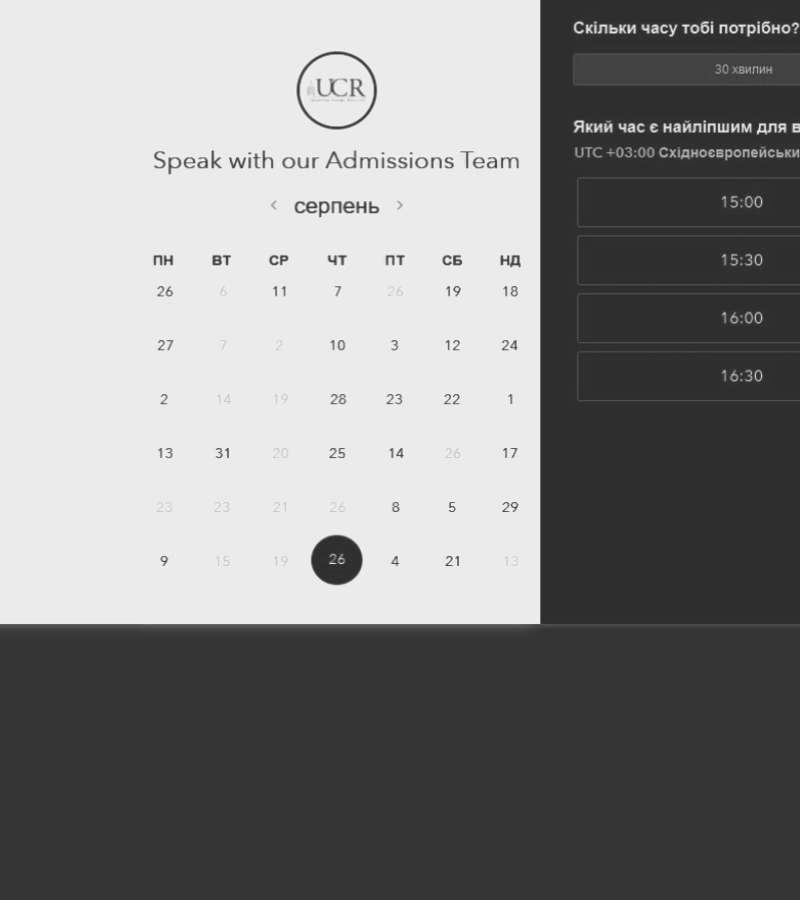 UCR
Speak with our Admissions Team
серпень
ПН ВТ СР ЧТ ПТ СБ НД
26 6 11 7 26 19 18
27 7 2 10 3 12 24
2 14 19 28 23 22 1
13 31 20 25 14 26 17
23 23 21 26 8 5 29
9 15 19 26 4 21 13
Скільки часу тобі потрібно?
30 хвилин
Який час є найліпшим для в
UTC +03:00 Східноєвропейськи
15:00
15:30
16:00
16:30